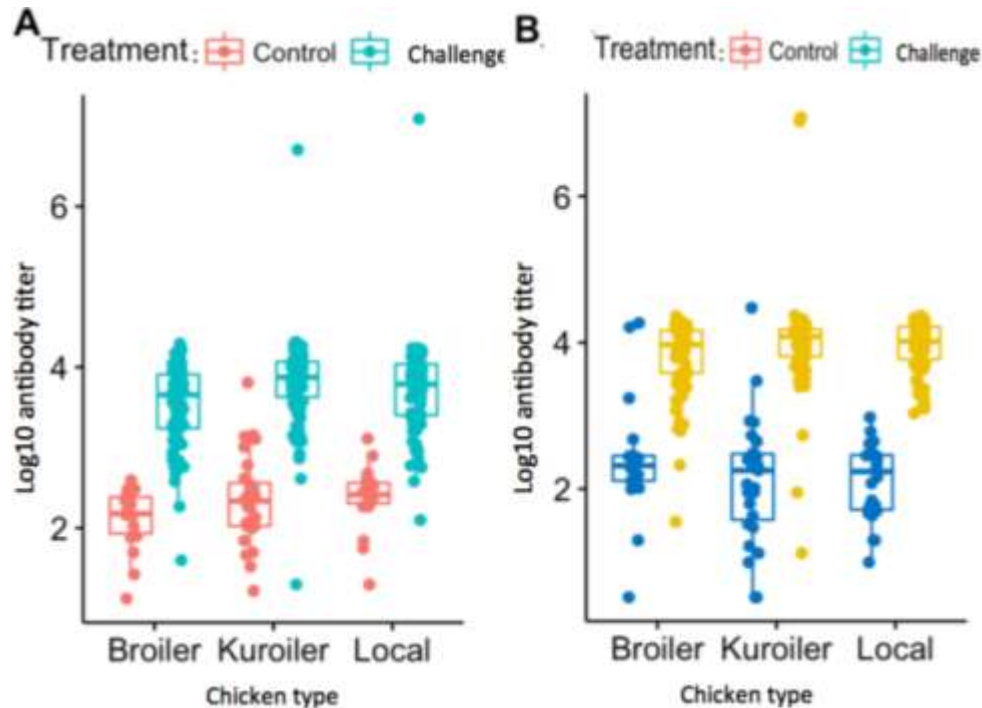 A
Treatment: Control Challenge
6
4
2
Log10 antibody titer
Broiler Kuroiler Local
Chicken type
B
Treatment: Control Challenge
6
4
2
Log10 antibody titer
Broiler Kuroiler Local
Chicken type